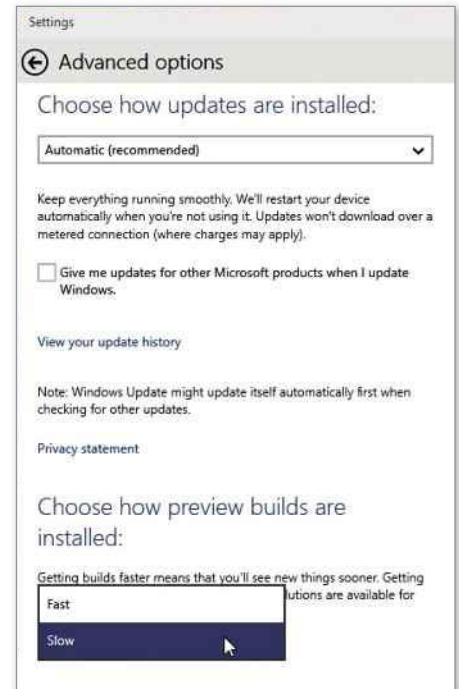 Settings
Advanced options
Choose how updates are installed:
Automatic (recommended)
Keep everything running smoothly. We'll restart your device
automatically when you're not using it. Updates won't download over a
metered connection (where charges may apply).
Give me updates for other Microsoft products when I update
Windows.
View your update history
Note: Windows Update might update itself automatically first when
checking for other updates.
Privacy statement
Choose how preview builds are
installed:
Getting builds faster means that you'll see new things sooner. Getting
are available for
Fast
Slow